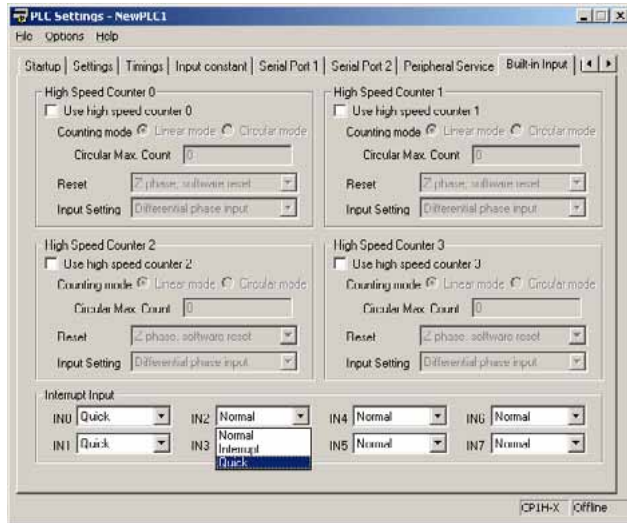 PLC Settings - NewPLC1
File Options Help
Startup Settings Timings Input constant Serial Port 1 Serial Port 2 Peripheral Service Built-in Input
High Speed Counter 0
Use high speed counter 0
Counting mode Linear mode Circular mode
Circular Max. Count 0
Reset Z phase, software reset
Input Setting Differential phase input
High Speed Counter 1
Use high speed counter 1
Counting mode Linear mode Circular mode
Circular Max. Count 0
Reset Z phase, software reset
Input Setting Differential phase input
High Speed Counter 2
Use high speed counter 2
Counting mode Linear mode Circular mode
Circular Max. Count 0
Reset Z phase, software reset
Input Setting Differential phase input
High Speed Counter 3
Use high speed counter 3
Counting mode Linear mode Circular mode
Circular Max. Count 0
Reset Z phase, software reset
Input Setting Differential phase input
Interrupt Input
IN0 Quick IN2 Normal IN4 Normal IN6 Normal
IN1 Quick IN3 IN5 Normal IN7 Normal
Normal
Interrupt
Quick
CP1H-X Offline